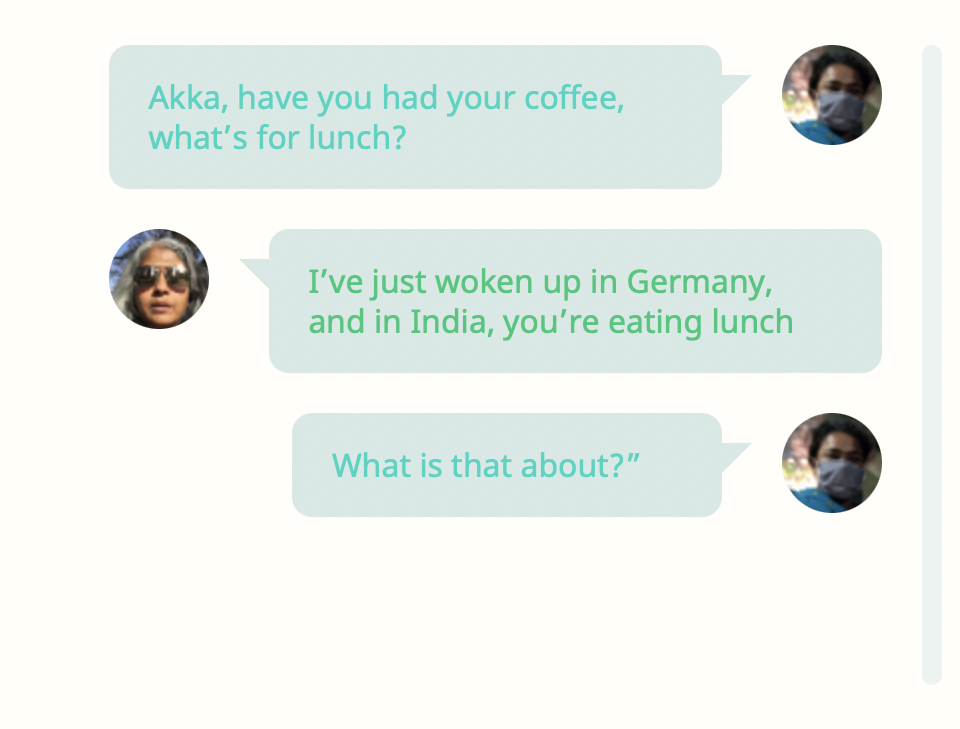 Akka, have you had your coffee,
what’s for lunch?
I’ve just woken up in Germany,
and in India, you’re eating lunch
What is that about?”